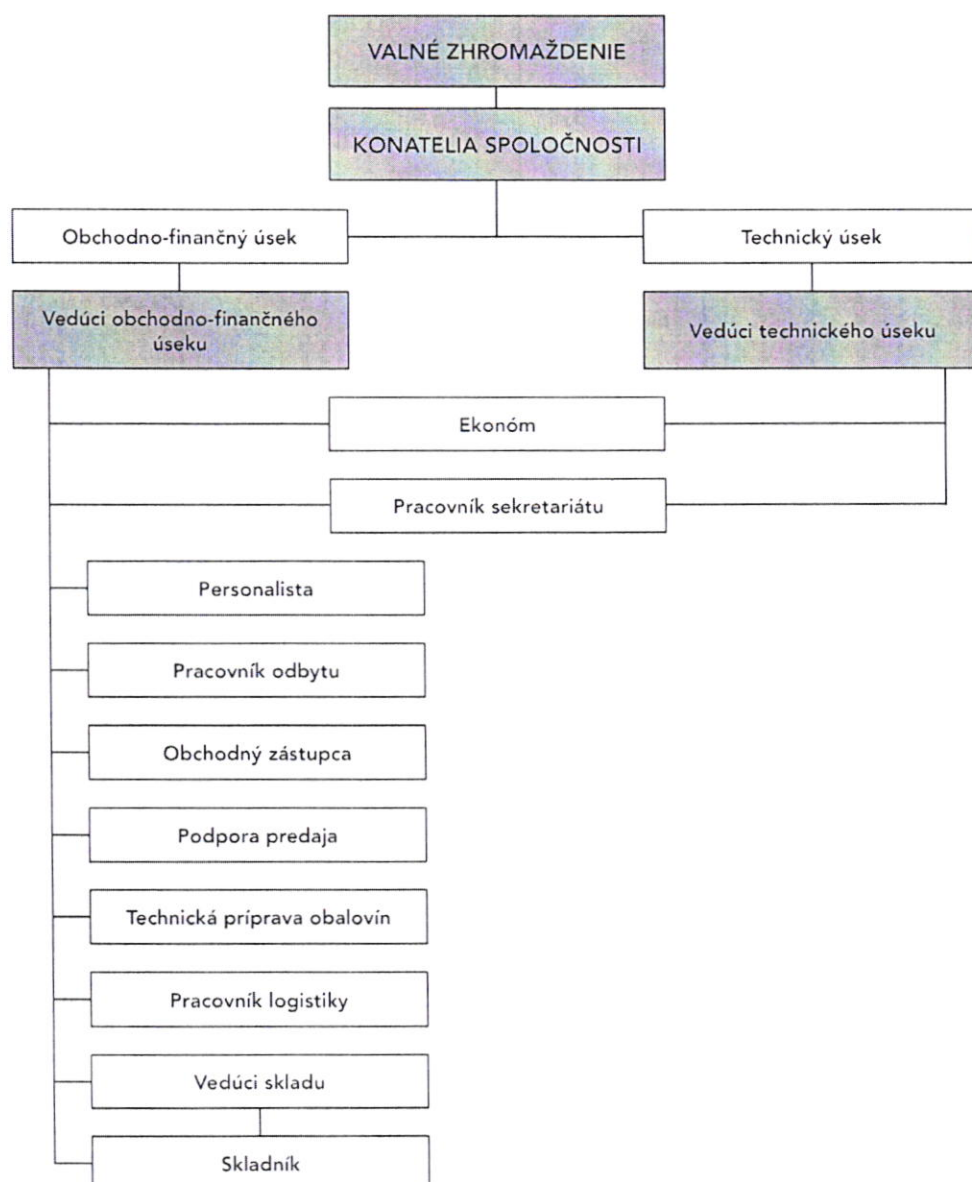 VALNÉ ZHROMAŽDENIE
KONATELIA SPOLOČNOSTI
Obchodno-finančný úsek
Technický úsek
Vedúci obchodno-finančného
úseku
Vedúci technického úseku
Ekonóm
Pracovník sekretariátu
Personalista
Pracovník odbytu
Obchodný zástupca
Podpora predaja
Technická príprava obalovín
Pracovník logistiky
Vedúci skladu
Skladník